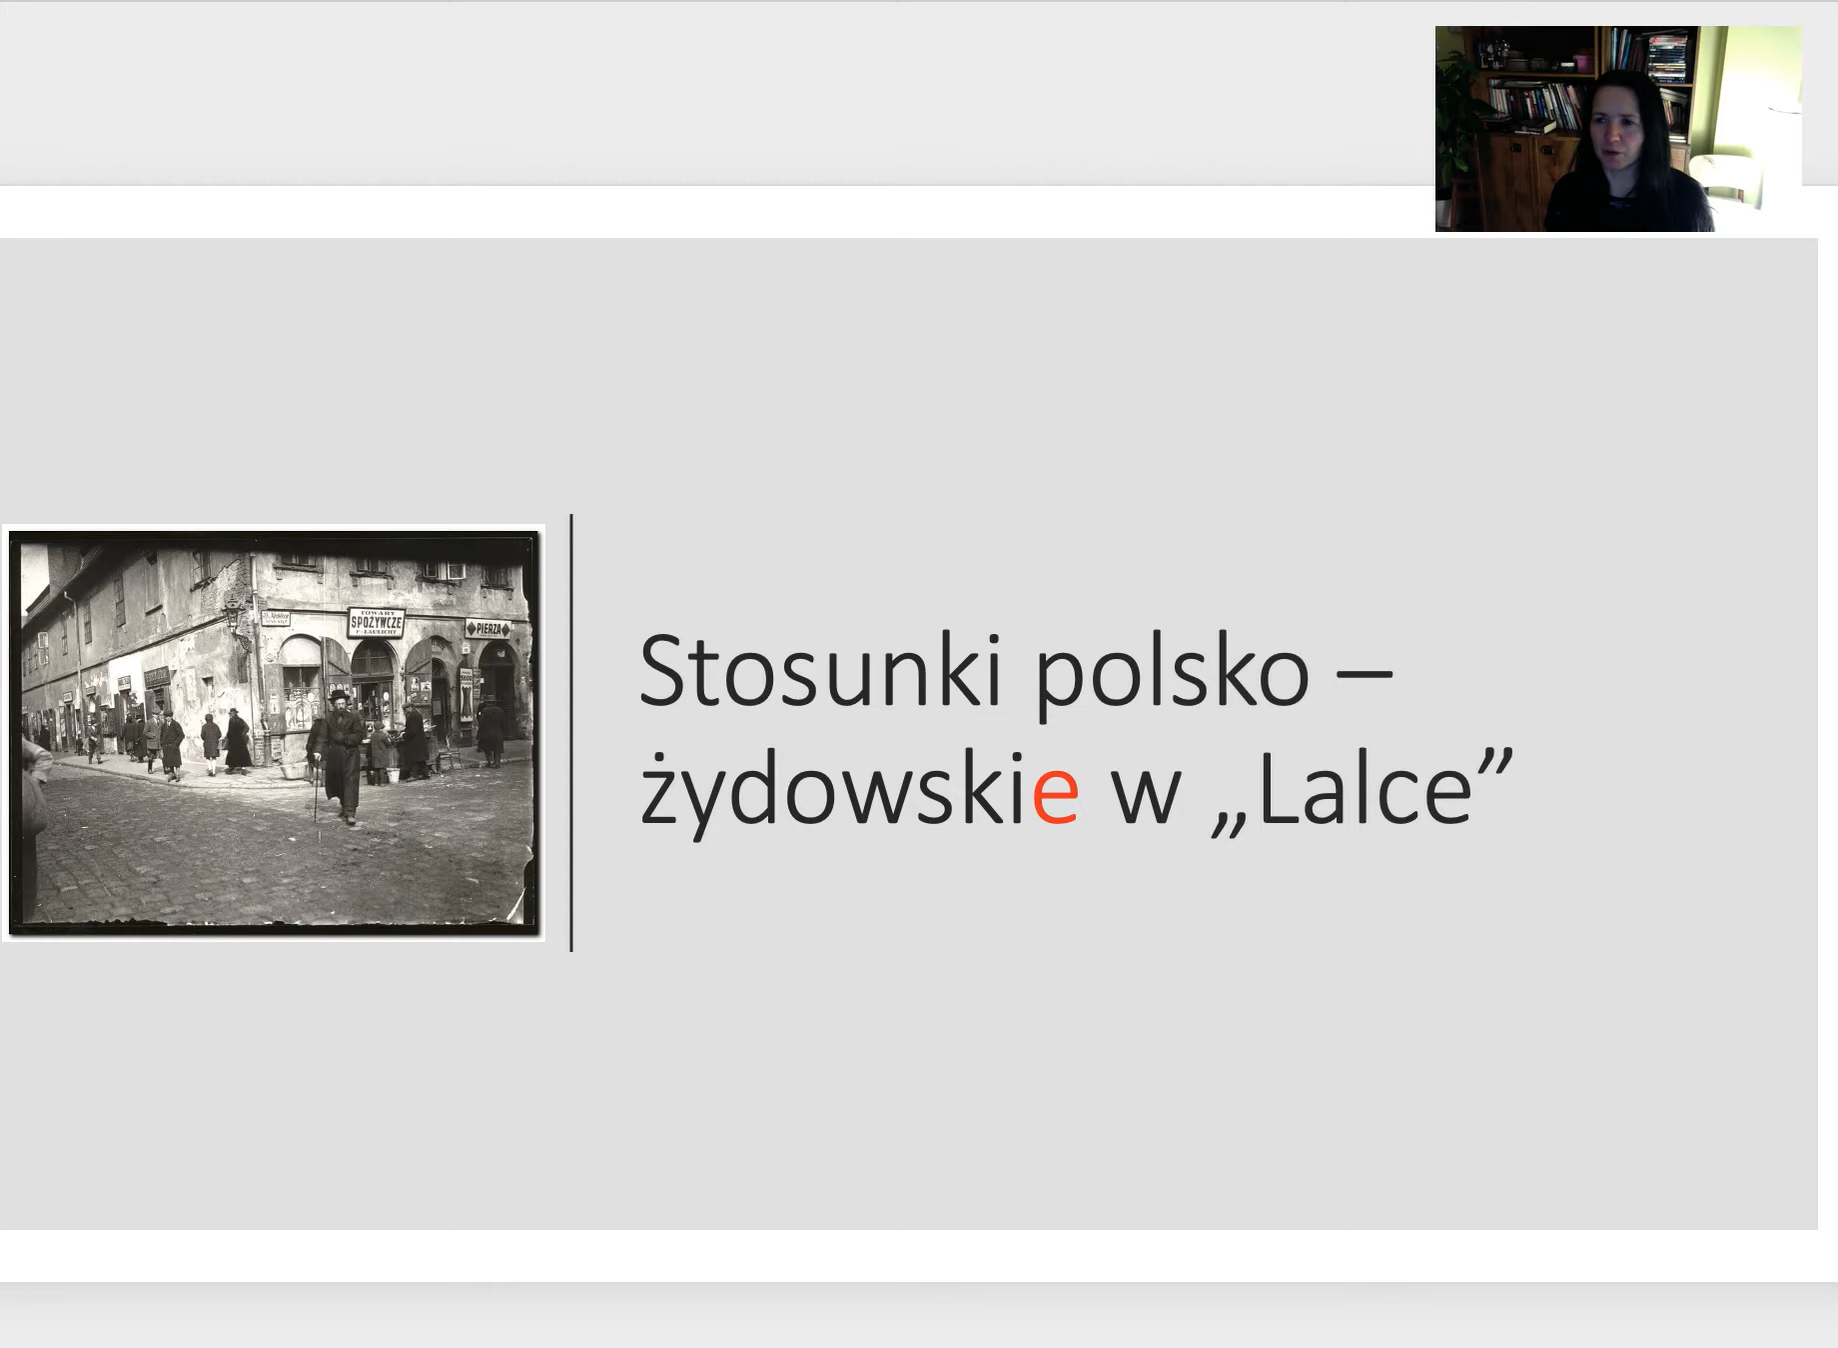 TOWARY
SPOŻYWCZE
PIERZA
Stosunki polsko –
żydowskie w „Lalce”